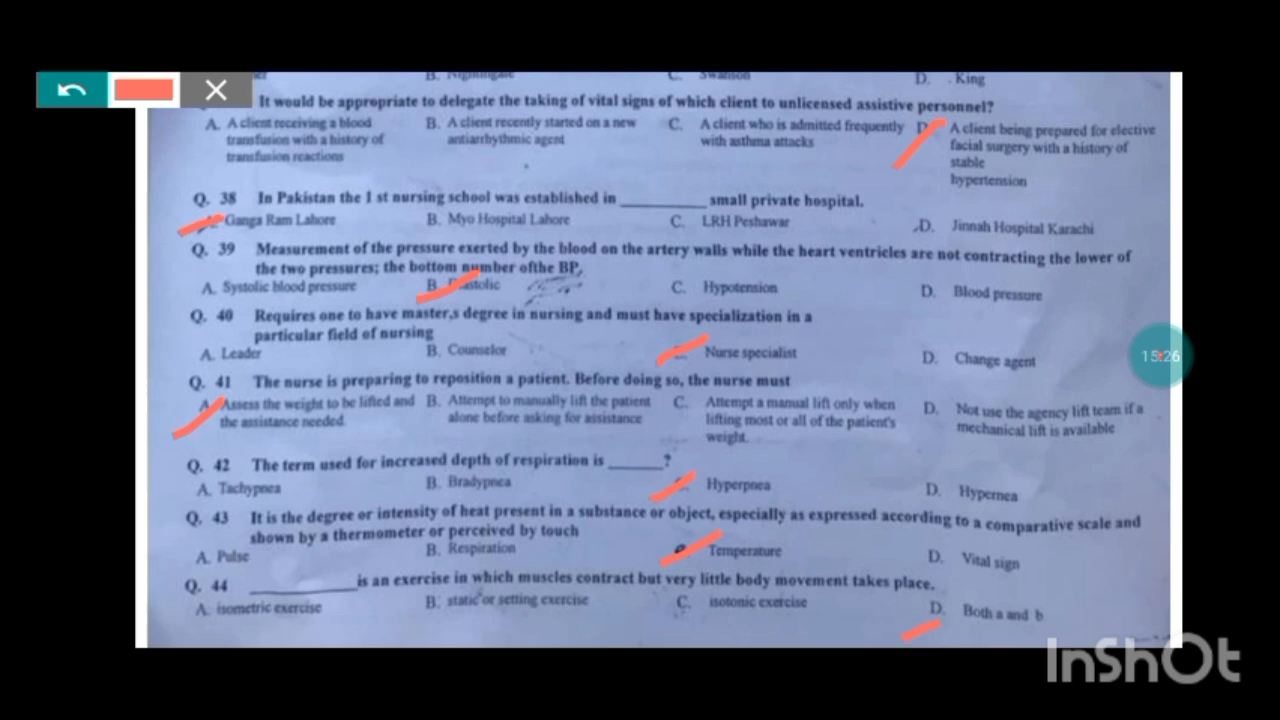 B. Nightingale C. Swanson D. . King
It would be appropriate to delegate the taking of vital signs of which client to unlicensed assistive personnel?
A. A client receiving a blood transfusion with a history of transfusion reactions
B. A client recently started on a new antiarrhythmic agent
C. A client who is admitted frequently with asthma attacks
A client being prepared for elective facial surgery with a history of stable hypertension
Q. 38 In Pakistan the 1 st nursing school was established in ________ small private hospital.
Ganga Ram Lahore B. Myo Hospital Lahore C. LRH Peshawar D. Jinnah Hospital Karachi
Q. 39 Measurement of the pressure exerted by the blood on the artery walls while the heart ventricles are not contracting the lower of
the two pressures; the bottom number ofthe BP,
A. Systolic blood pressure B Diastolic C. Hypotension D. Blood pressure
Q. 40 Requires one to have master,s degree in nursing and must have specialization in a
particular field of nursing
A. Leader B. Counselor Nurse specialist D. Change agent
Q. 41 The nurse is preparing to reposition a patient. Before doing so, the nurse must
A. Assess the weight to be lifted and the assistance needed.
B. Attempt to manually lift the patient alone before asking for assistance
C. Attempt a manual lift only when lifting most or all of the patient's weight.
D. Not use the agency lift team if a mechanical lift is available
Q. 42 The term used for increased depth of respiration is ______?
A. Tachypnea B. Bradypnea Hyperpnea D. Hypernea
Q. 43 It is the degree or intensity of heat present in a substance or object, especially as expressed according to a comparative scale and
shown by a thermometer or perceived by touch
A. Pulse B. Respiration Temperature D. Vital sign
Q. 44 ____________is an exercise in which muscles contract but very little body movement takes place.
A. isometric exercise B. static or setting exercise C. isotonic exercise D. Both a and b
15:26
InShOt